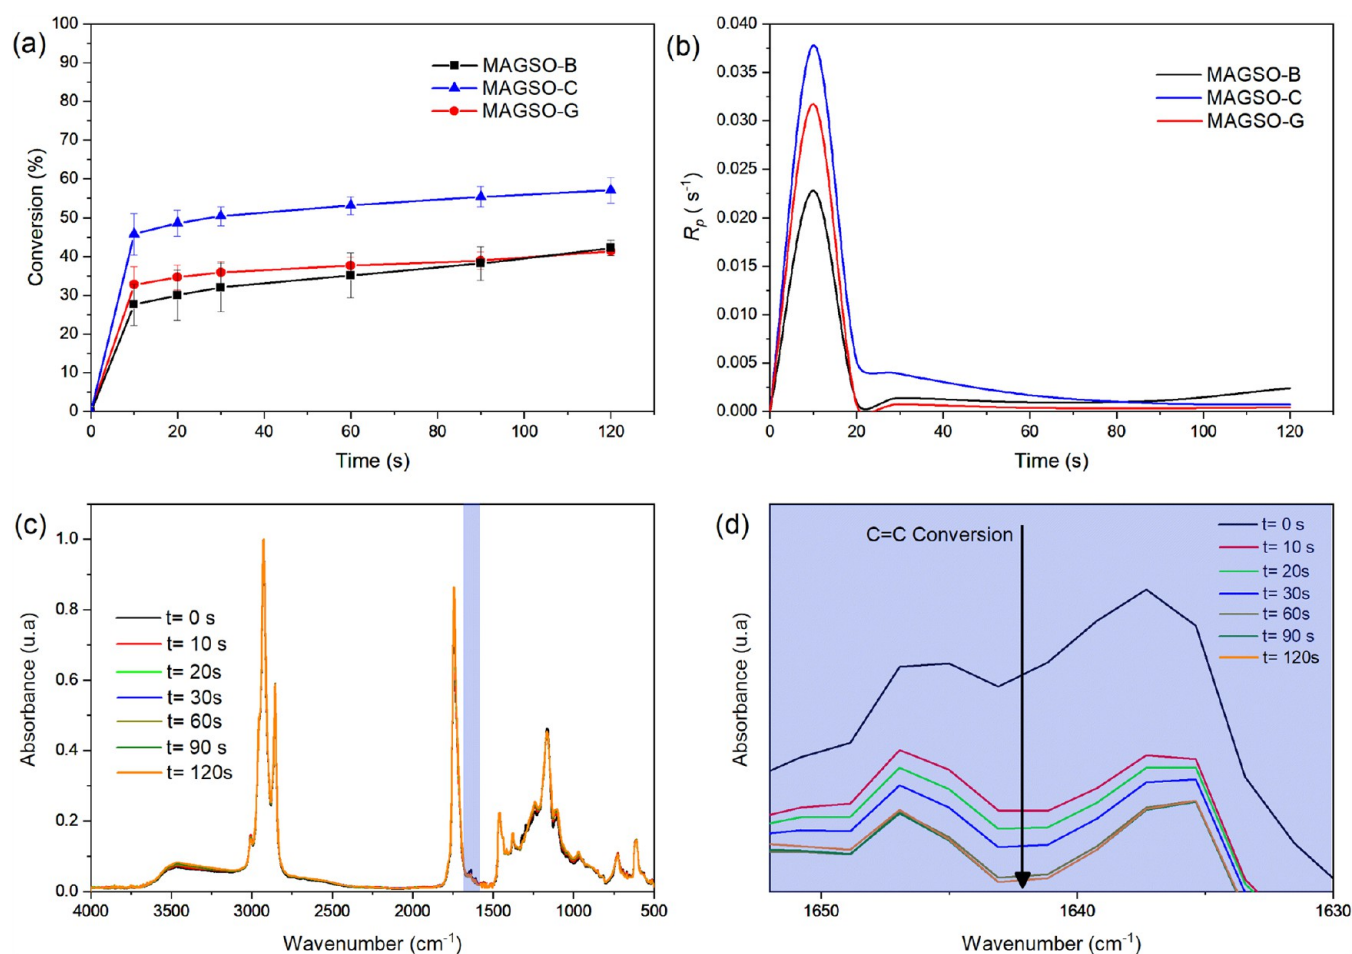 (a)
100
90
80
70
60
50
40
30
20
10
0
Conversion (%)
MAGSO-B
MAGSO-C
MAGSO-G
0 20 40 60 80 100 120
Time (s)
(b)
0.040
0.035
0.030
0.025
0.020
0.015
0.010
0.005
0.000
Rp ( s-1)
MAGSO-B
MAGSO-C
MAGSO-G
0 20 40 60 80 100 120
Time (s)
(c)
1.0
0.8
0.6
0.4
0.2
0.0
Absorbance (u.a)
t= 0 s
t= 10 s
t= 20s
t= 30s
t= 60s
t= 90 s
t= 120s
4000 3500 3000 2500 2000 1500 1000 500
Wavenumber (cm-1)
(d)
Absorbance (u.a)
C=C Conversion
t= 0 s
t= 10 s
t= 20s
t= 30s
t= 60s
t= 90 s
t= 120s
1650 1640 1630
Wavenumber (cm-1)